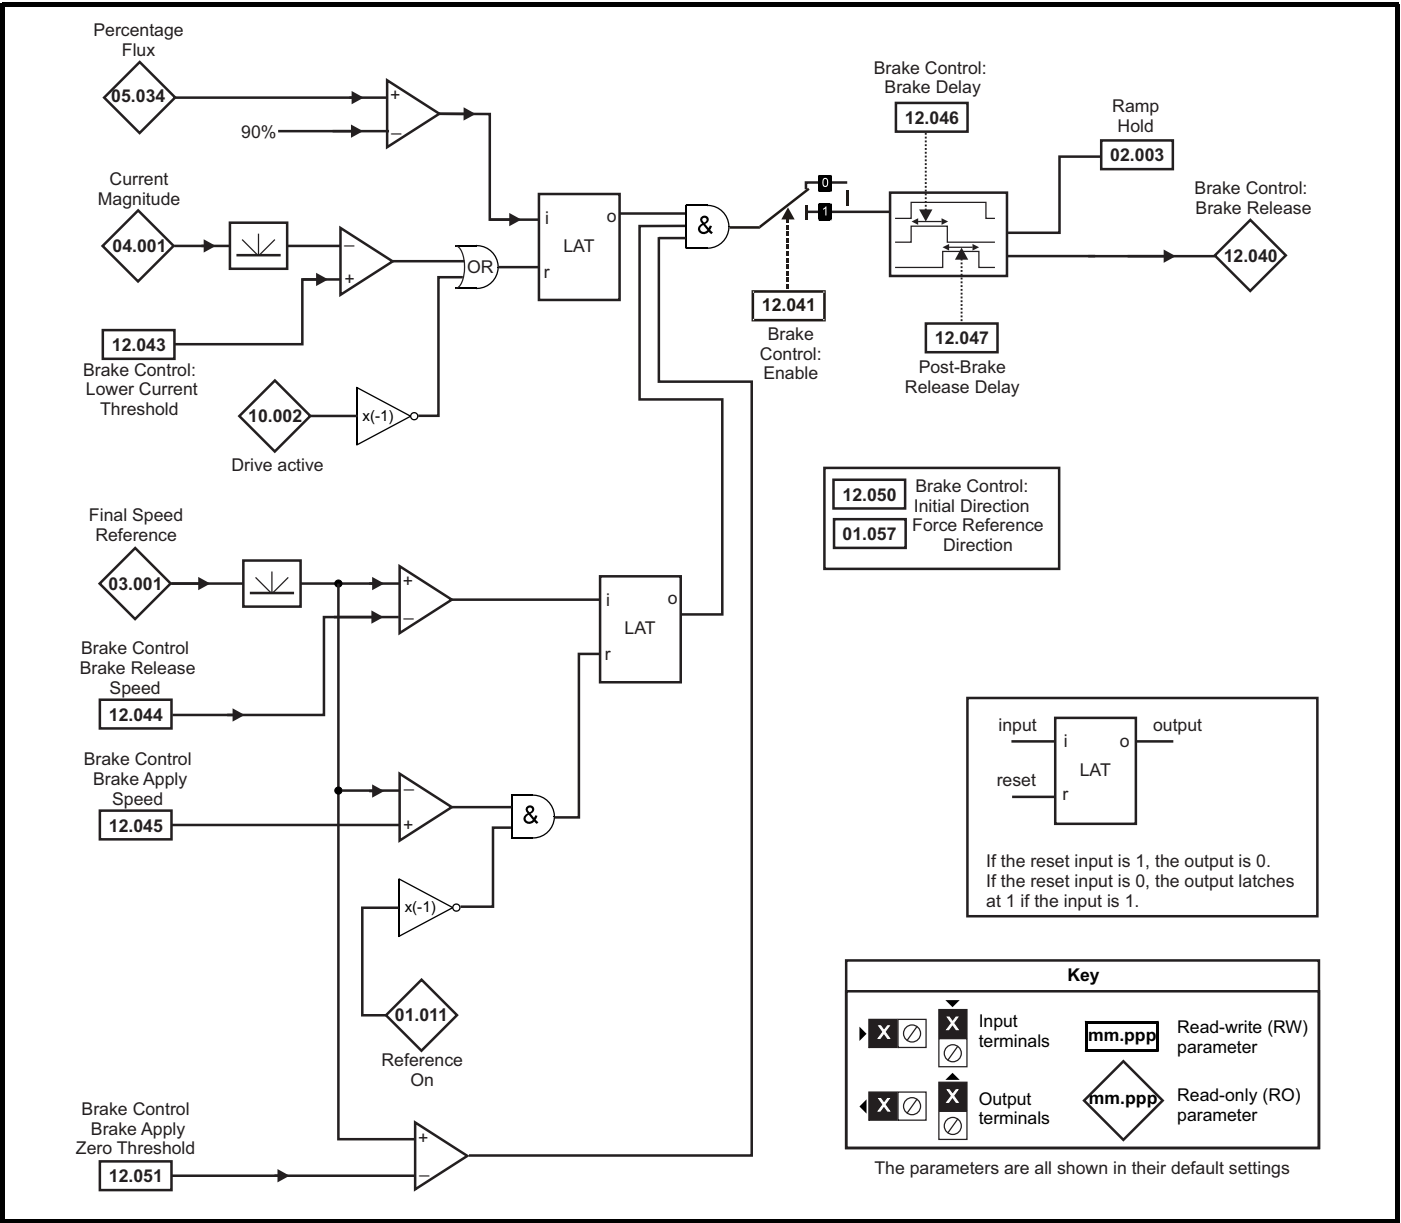 Percentage
Flux
05.034
+
90%
–
Current
Magnitude
04.001
–
+
12.043
Brake Control:
Lower Current
Threshold
OR
i
o
LAT
r
10.002
x(-1)
Drive active
&
0
1
12.041
Brake
Control:
Enable
Brake Control:
Brake Delay
12.046
12.047
Post-Brake
Release Delay
Ramp
Hold
02.003
Brake Control:
Brake Release
12.040
12.050
Brake Control:
Initial Direction
01.057
Force Reference
Direction
Final Speed
Reference
03.001
+
–
i
o
LAT
r
Brake Control
Brake Release
Speed
12.044
Brake Control
Brake Apply
Speed
12.045
–
+
&
x(-1)
01.011
Reference
On
Brake Control
Brake Apply
Zero Threshold
12.051
+
–
input
output
i
o
LAT
reset
r
If the reset input is 1, the output is 0.
If the reset input is 0, the output latches
at 1 if the input is 1.
Key
X
X
Input
terminals
mm.ppp
Read-write (RW)
parameter
X
X
Output
terminals
mm.ppp
Read-only (RO)
parameter
The parameters are all shown in their default settings